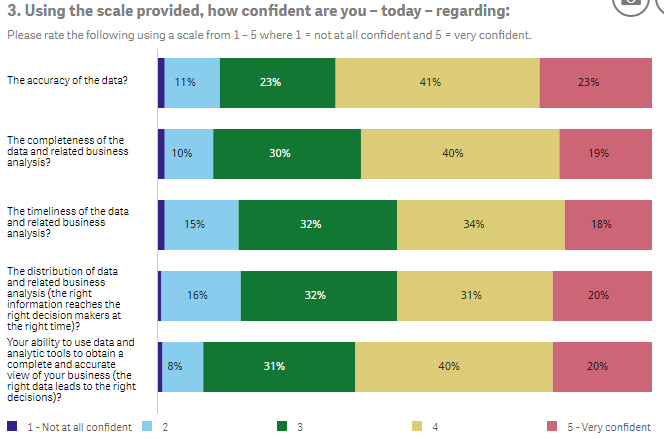 3. Using the scale provided, how confident are you – today – regarding:
Please rate the following using a scale from 1 – 5 where 1 = not at all confident and 5 = very confident.
The accuracy of the data?
11% 23% 41% 23%
The completeness of the
data and related business
analysis?
10% 30% 40% 19%
The timeliness of the data
and related business
analysis?
15% 32% 34% 18%
The distribution of data
and related business
analysis (the right
information reaches the
right decision makers at
the right time)?
16% 32% 31% 20%
Your ability to use data and
analytic tools to obtain a
complete and accurate
view of your business (the
right data leads to the right
decisions)?
8% 31% 40% 20%
1 - Not at all confident 2 3 4 5 - Very confident